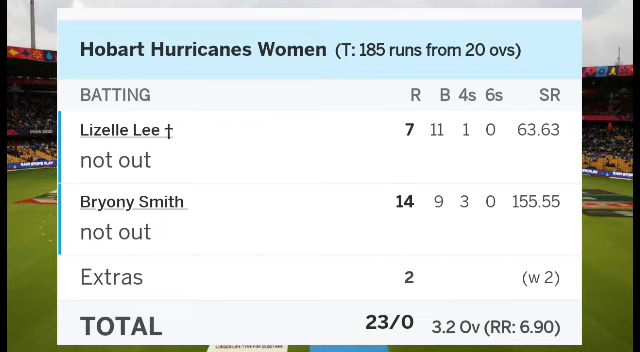 Hobart Hurricanes Women (T: 185 runs from 20 ovs)
BATTING R B 4s 6s SR
Lizelle Lee † 7 11 1 0 63.63
not out
Bryony Smith 14 9 3 0 155.55
not out
Extras 2 (w 2)
TOTAL 23/0 3.2 Ov (RR: 6.90)